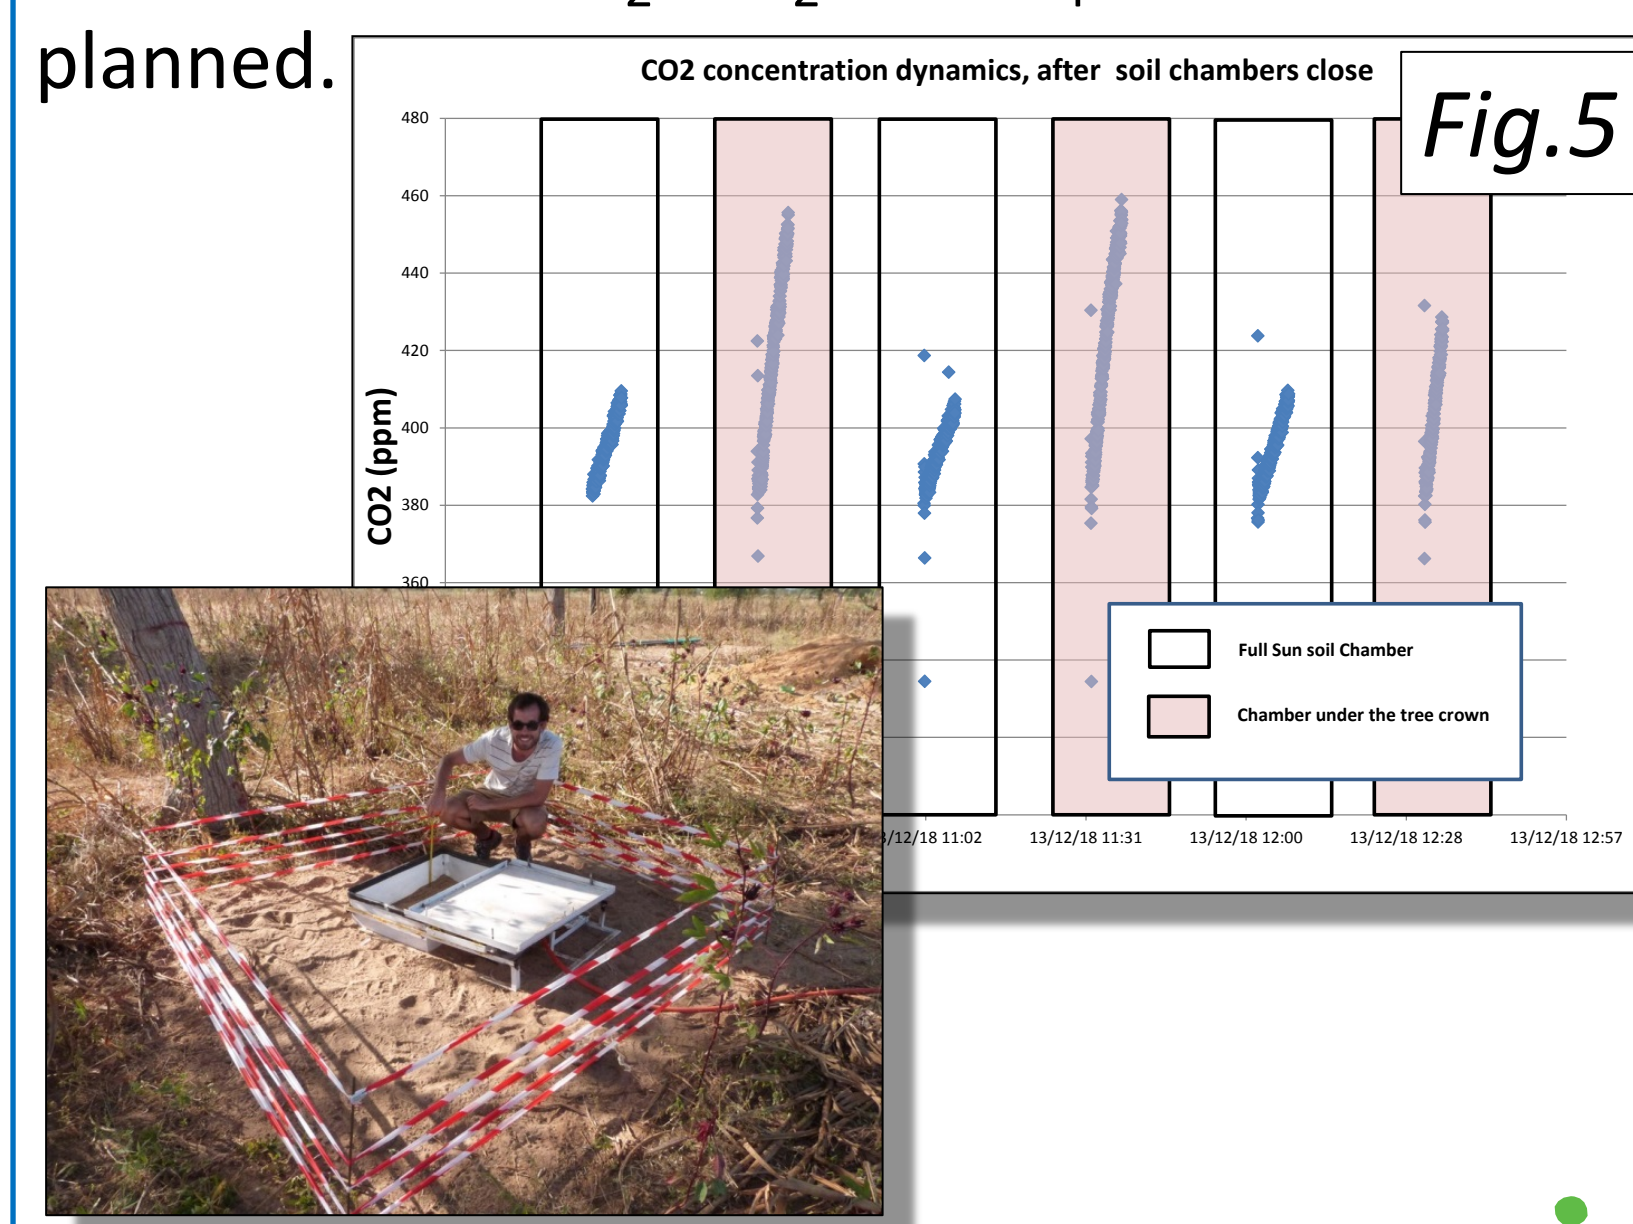 planned.
CO2 concentration dynamics, after soil chambers close
Fig.5
480
460
440
420
400
380
360
CO2 (ppm)
Full Sun soil Chamber
Chamber under the tree crown
3/12/18 11:02
13/12/18 11:31
13/12/18 12:00
13/12/18 12:28
13/12/18 12:57